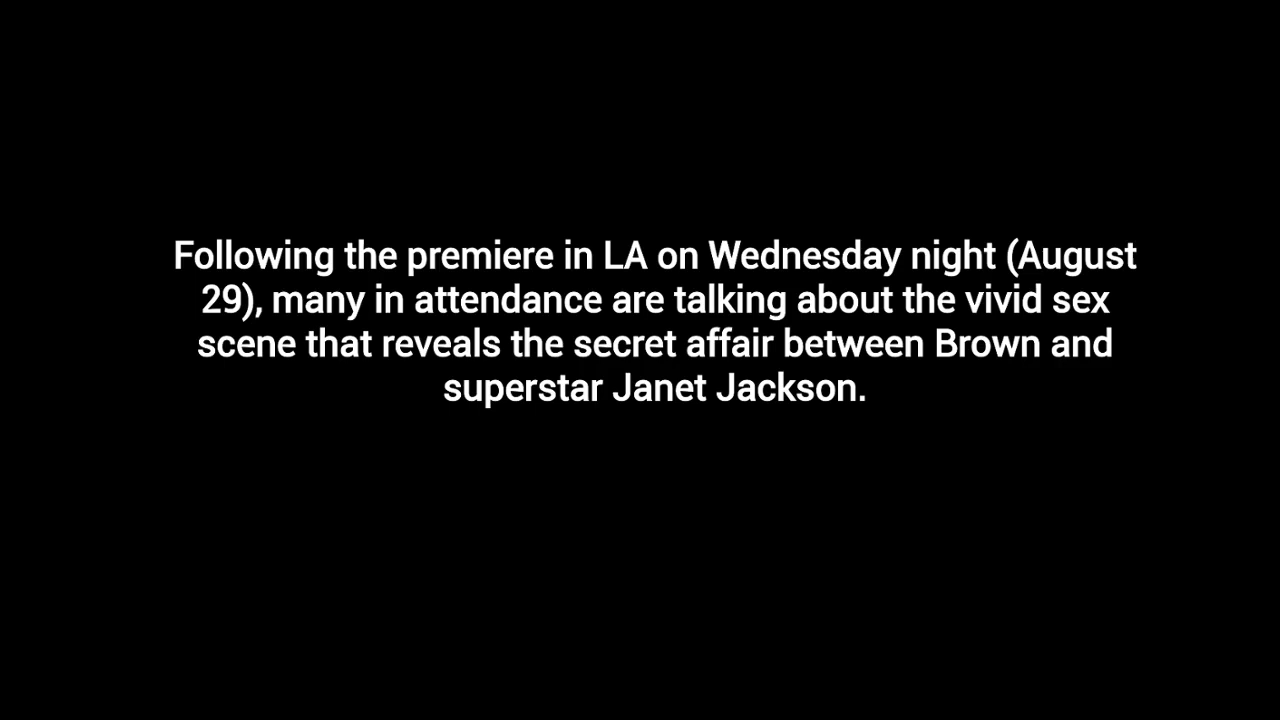 Following the premiere in LA on Wednesday night (August
29), many in attendance are talking about the vivid sex
scene that reveals the secret affair between Brown and
superstar Janet Jackson.